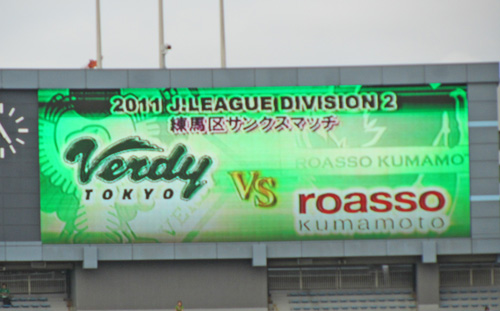 2011 J.LEAGUE DIVISION 2
練馬区サンクスマッチ
ROASSO KUMAMOT
Verdy
TOKYO
VS
roasso
kumamoto